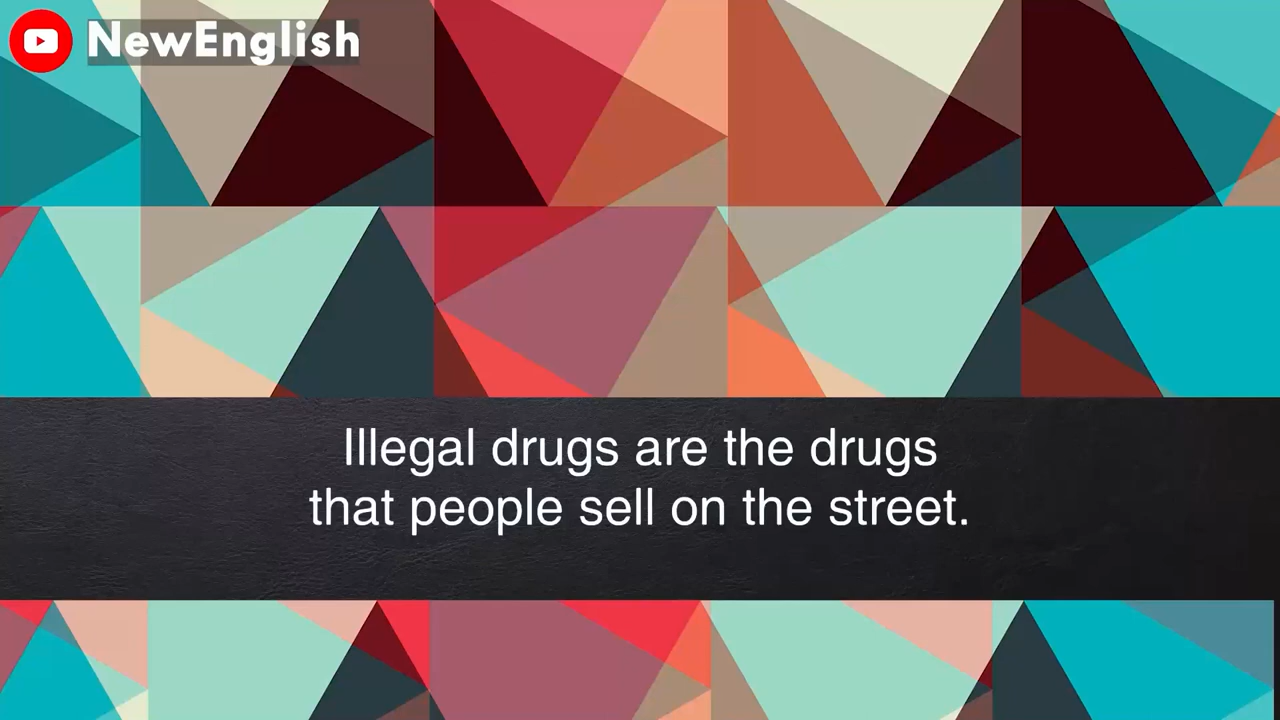 NewEnglish
Illegal drugs are the drugs
that people sell on the street.